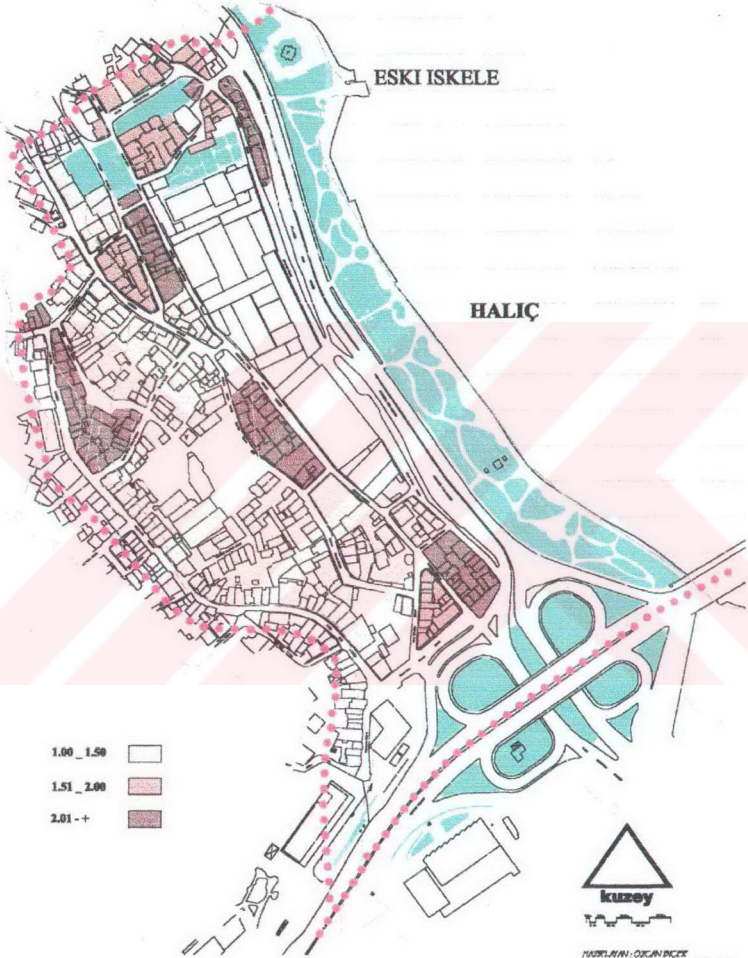 ESKI ISKELE
HALIÇ
1.00 _ 1.50
1.51 _ 2.00
2.01 - +
kuzey